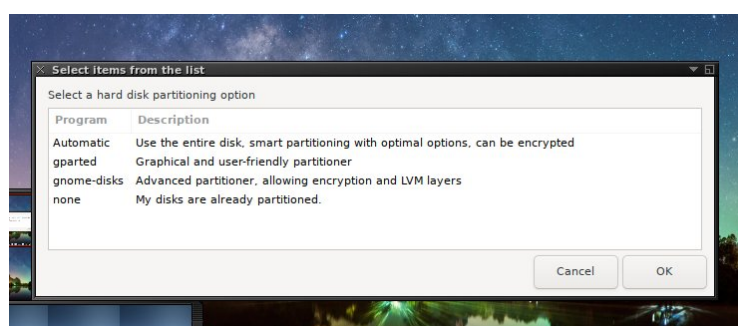 Select items from the list
Select a hard disk partitioning option
Program Description
Automatic Use the entire disk, smart partitioning with optimal options, can be encrypted
gparted Graphical and user-friendly partitioner
gnome-disks Advanced partitioner, allowing encryption and LVM layers
none My disks are already partitioned.
Cancel OK